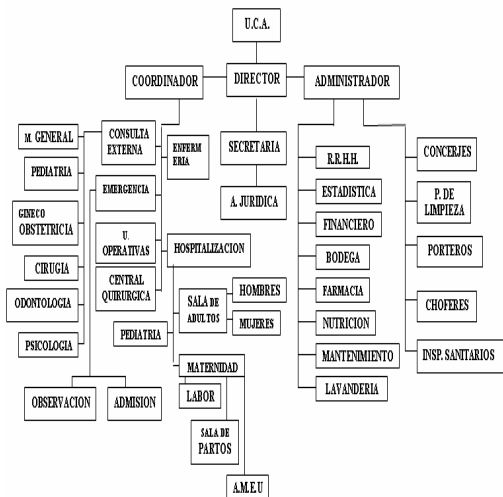 U.C.A.
COORDINADOR
DIRECTOR
ADMINISTRADOR
M. GENERAL
CONSULTA
EXTERNA
ENFERM
ERIA
SECRETARIA
R.R.H.H.
CONCERJES
PEDIATRIA
EMERGENCIA
A. JURIDICA
ESTADISTICA
P. DE
LIMPIEZA
GINECO
OBSTETRICIA
U.
OPERATIVAS
HOSPITALIZACION
FINANCIERO
PORTEROS
CIRUGIA
CENTRAL
QUIRURGICA
BODEGA
ODONTOLOGIA
SALA DE
ADULTOS
HOMBRES
MUJERES
FARMACIA
CHOFERES
PSICOLOGIA
PEDIATRIA
NUTRICION
MATERNIDAD
MANTENIMIENTO
INSP. SANITARIOS
OBSERVACION
ADMISION
LABOR
LAVANDERIA
SALA DE
PARTOS
A.M.E.U